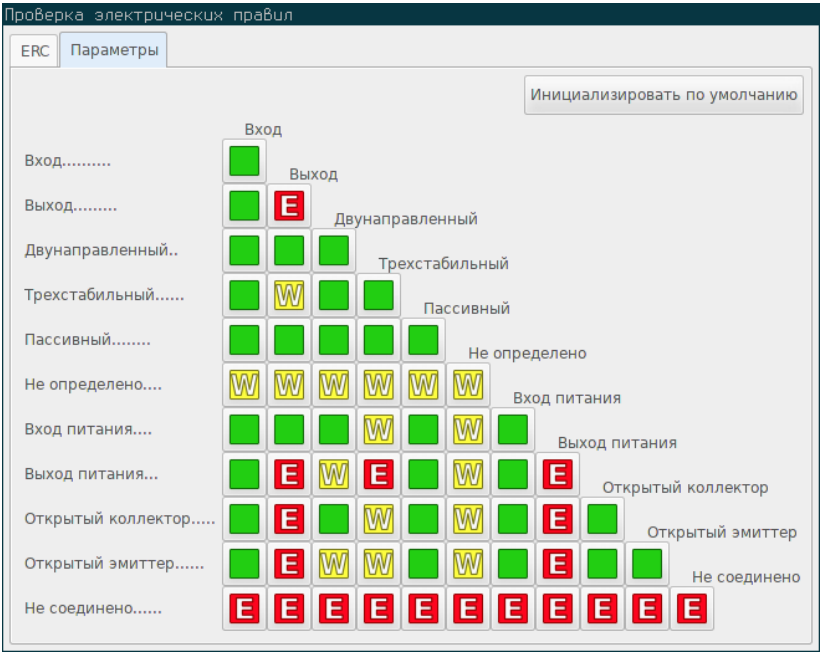 Проверка электрических правил
ERC
Параметры
Инициализировать по умолчанию
Вход
Вход..........
Выход
Выход.........
E
Двунаправленный
Двунаправленный..
Трехстабильный
Трехстабильный......
W
Пассивный
Пассивный........
Не определено
Не определено....
W W W W W W
Вход питания
Вход питания....
W W
Выход питания
Выход питания...
E W E W E
Открытый коллектор
Открытый коллектор.....
E W W E
Открытый эмиттер
Открытый эмиттер......
E W W W E
Не соединено
Не соединено......
E E E E E E E E E E E